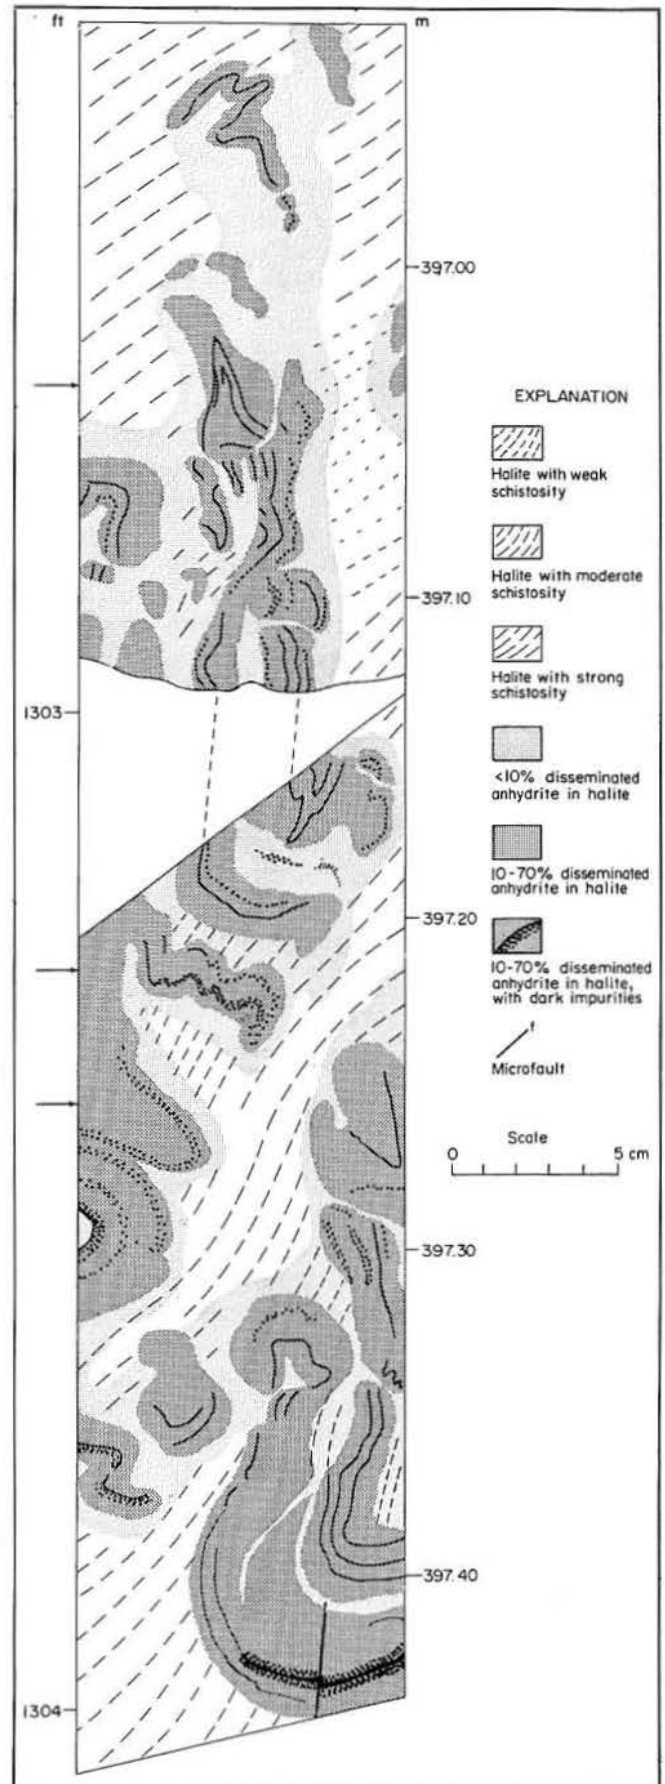 ft
m
397.00
397.10
1303
397.20
397.30
397.40
1304
EXPLANATION
Halite with weak
schistosity
Halite with moderate
schistosity
Halite with strong
schistosity
<10% disseminated
anhydrite in halite
10-70% disseminated
anhydrite in halite
10-70% disseminated
anhydrite in halite,
with dark impurities
f
Microfault
Scale
0 5 cm